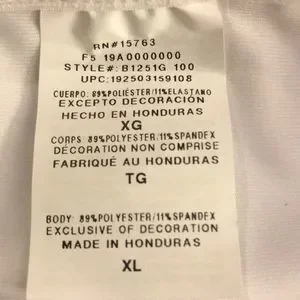 RN#15763
F5 19A0000000
STYLE#:B1251G 100
UPC:192503159108
CUERPO: 89%POLIÉSTER/11%ELASTANO
EXCEPTO DECORACIÓN
HECHO EN HONDURAS
XG
CORPS 89%POLYESTER/11%SPANDEX
DÉCORATION NON COMPRISE
FABRIQUÉ AU HONDURAS
TG
BODY: 89%POLYESTER/11%SPANDEX
EXCLUSIVE OF DECORATION
MADE IN HONDURAS
XL